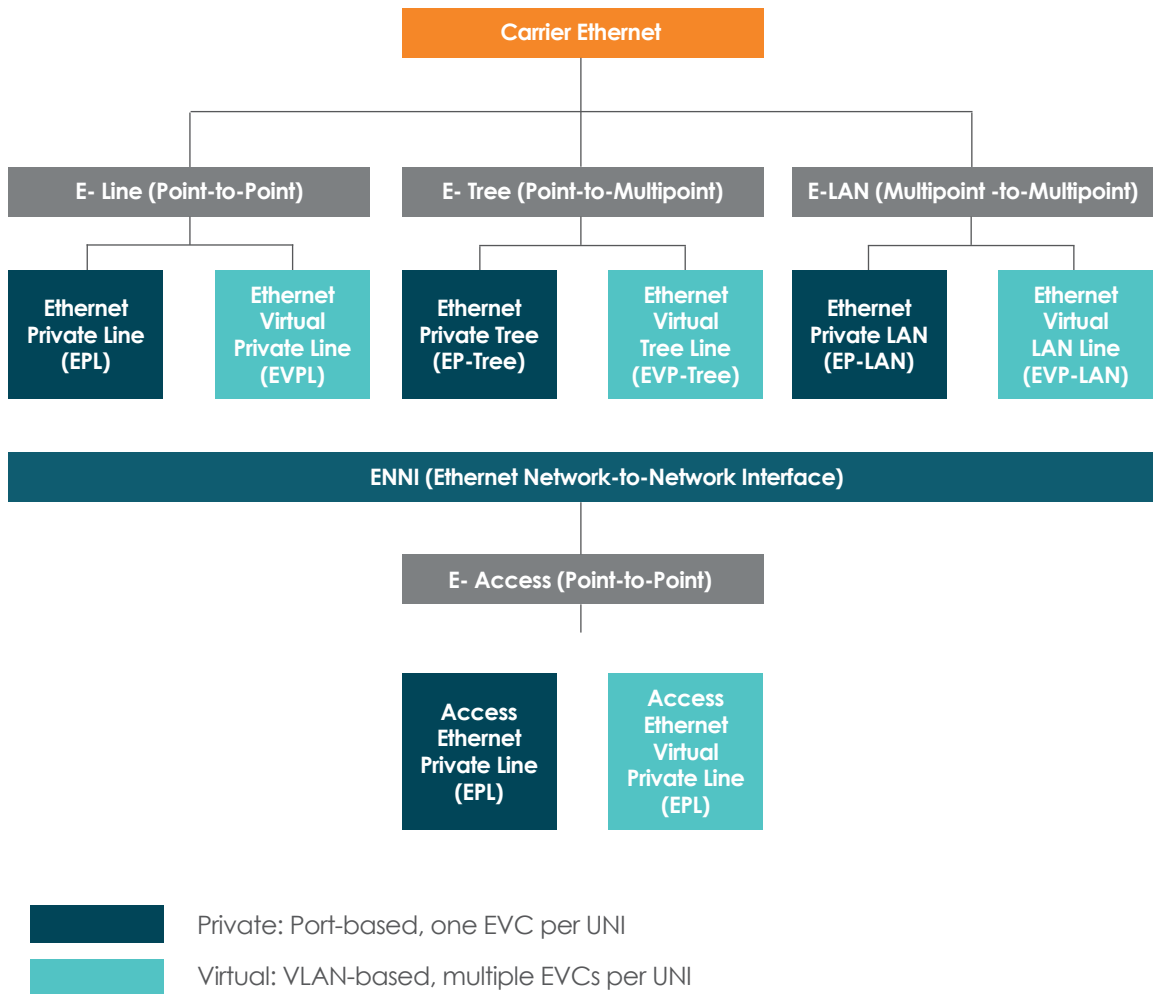 Carrier Ethernet
E- Line (Point-to-Point)
E- Tree (Point-to-Multipoint)
E-LAN (Multipoint -to-Multipoint)
Ethernet
Private Line
(EPL)
Ethernet
Virtual
Private Line
(EVPL)
Ethernet
Private Tree
(EP-Tree)
Ethernet
Virtual
Tree Line
(EVP-Tree)
Ethernet
Private LAN
(EP-LAN)
Ethernet
Virtual
LAN Line
(EVP-LAN)
ENNI (Ethernet Network-to-Network Interface)
E- Access (Point-to-Point)
Access
Ethernet
Private Line
(EPL)
Access
Ethernet
Virtual
Private Line
(EPL)
Private: Port-based, one EVC per UNI
Virtual: VLAN-based, multiple EVCs per UNI